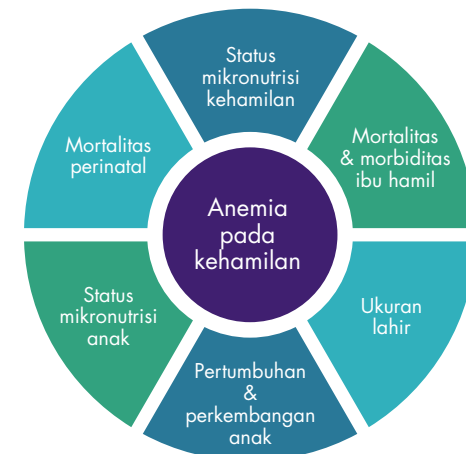 Status
mikronutrisi
kehamilan
Mortalitas
& morbiditas
ibu hamil
Ukuran
lahir
Pertumbuhan
&
perkembangan
anak
Status
mikronutrisi
anak
Mortalitas
perinatal
Anemia
pada
kehamilan